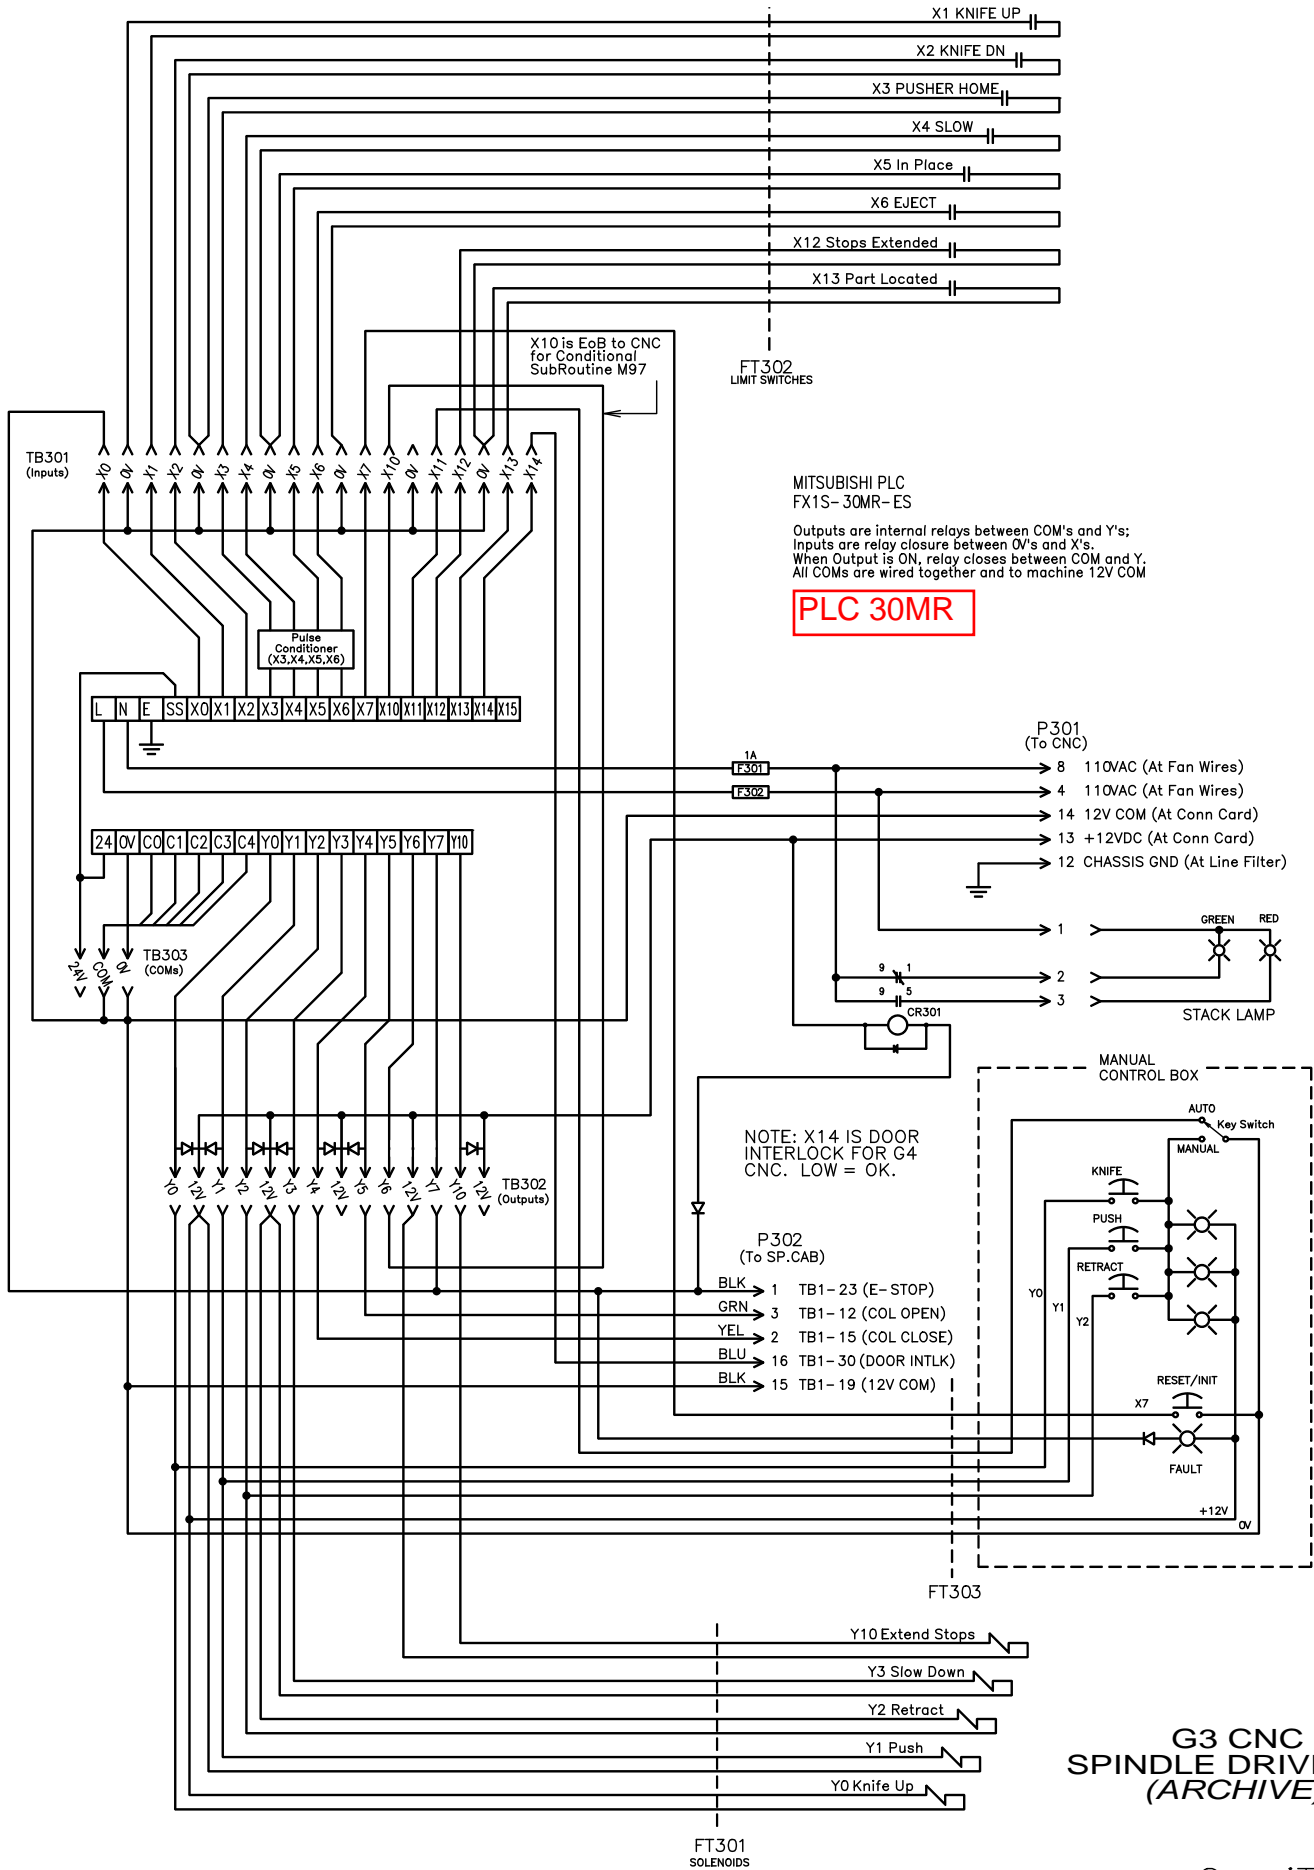 X1 KNIFE UP
X2 KNIFE DN
X3 PUSHER HOME
X4 SLOW
X5 In Place
X6 EJECT
X12 Stops Extended
X13 Part Located
FT302
LIMIT SWITCHES
X10 is EoB to CNC
for Conditional
SubRoutine M97
TB301
(Inputs)
X0 0V X1 X2 0V X3 X4 0V X5 X6 0V X7 X10 0V X11 X12 0V X13 X14
MITSUBISHI PLC
FX1S-30MR-ES
Outputs are internal relays between COM's and Y's;
Inputs are relay closure between 0V's and X's.
When Output is ON, relay closes between COM and Y.
All COMs are wired together and to machine 12V COM
PLC 30MR
Pulse
Conditioner
(X3,X4,X5,X6)
L N E SS X0 X1 X2 X3 X4 X5 X6 X7 X10 X11 X12 X13 X14 X15
P301
(To CNC)
1A
F301
F302
8 110VAC (At Fan Wires)
4 110VAC (At Fan Wires)
14 12V COM (At Conn Card)
13 +12VDC (At Conn Card)
12 CHASSIS GND (At Line Filter)
24 0V C0 C1 C2 C3 C4 Y0 Y1 Y2 Y3 Y4 Y5 Y6 Y7 Y10
TB303
(COMs)
24V COM 0V
1
GREEN RED
9 1
2
9 5
3
CR301
STACK LAMP
MANUAL
CONTROL BOX
AUTO
Key Switch
MANUAL
KNIFE
PUSH
RETRACT
Y0
Y1
Y2
NOTE: X14 IS DOOR
INTERLOCK FOR G4
CNC. LOW = OK.
Y0 12V Y1 Y2 12V Y3 Y4 12V Y5 Y6 12V Y7 Y10 12V
TB302
(Outputs)
P302
(To SP.CAB)
BLK 1 TB1-23 (E-STOP)
GRN 3 TB1-12 (COL OPEN)
YEL 2 TB1-15 (COL CLOSE)
BLU 16 TB1-30 (DOOR INTLK)
BLK 15 TB1-19 (12V COM)
RESET/INIT
X7
FAULT
+12V
0V
FT303
Y10 Extend Stops
Y3 Slow Down
Y2 Retract
Y1 Push
Y0 Knife Up
FT301
SOLENOIDS
G3 CNC
SPINDLE DRIV
(ARCHIVE)